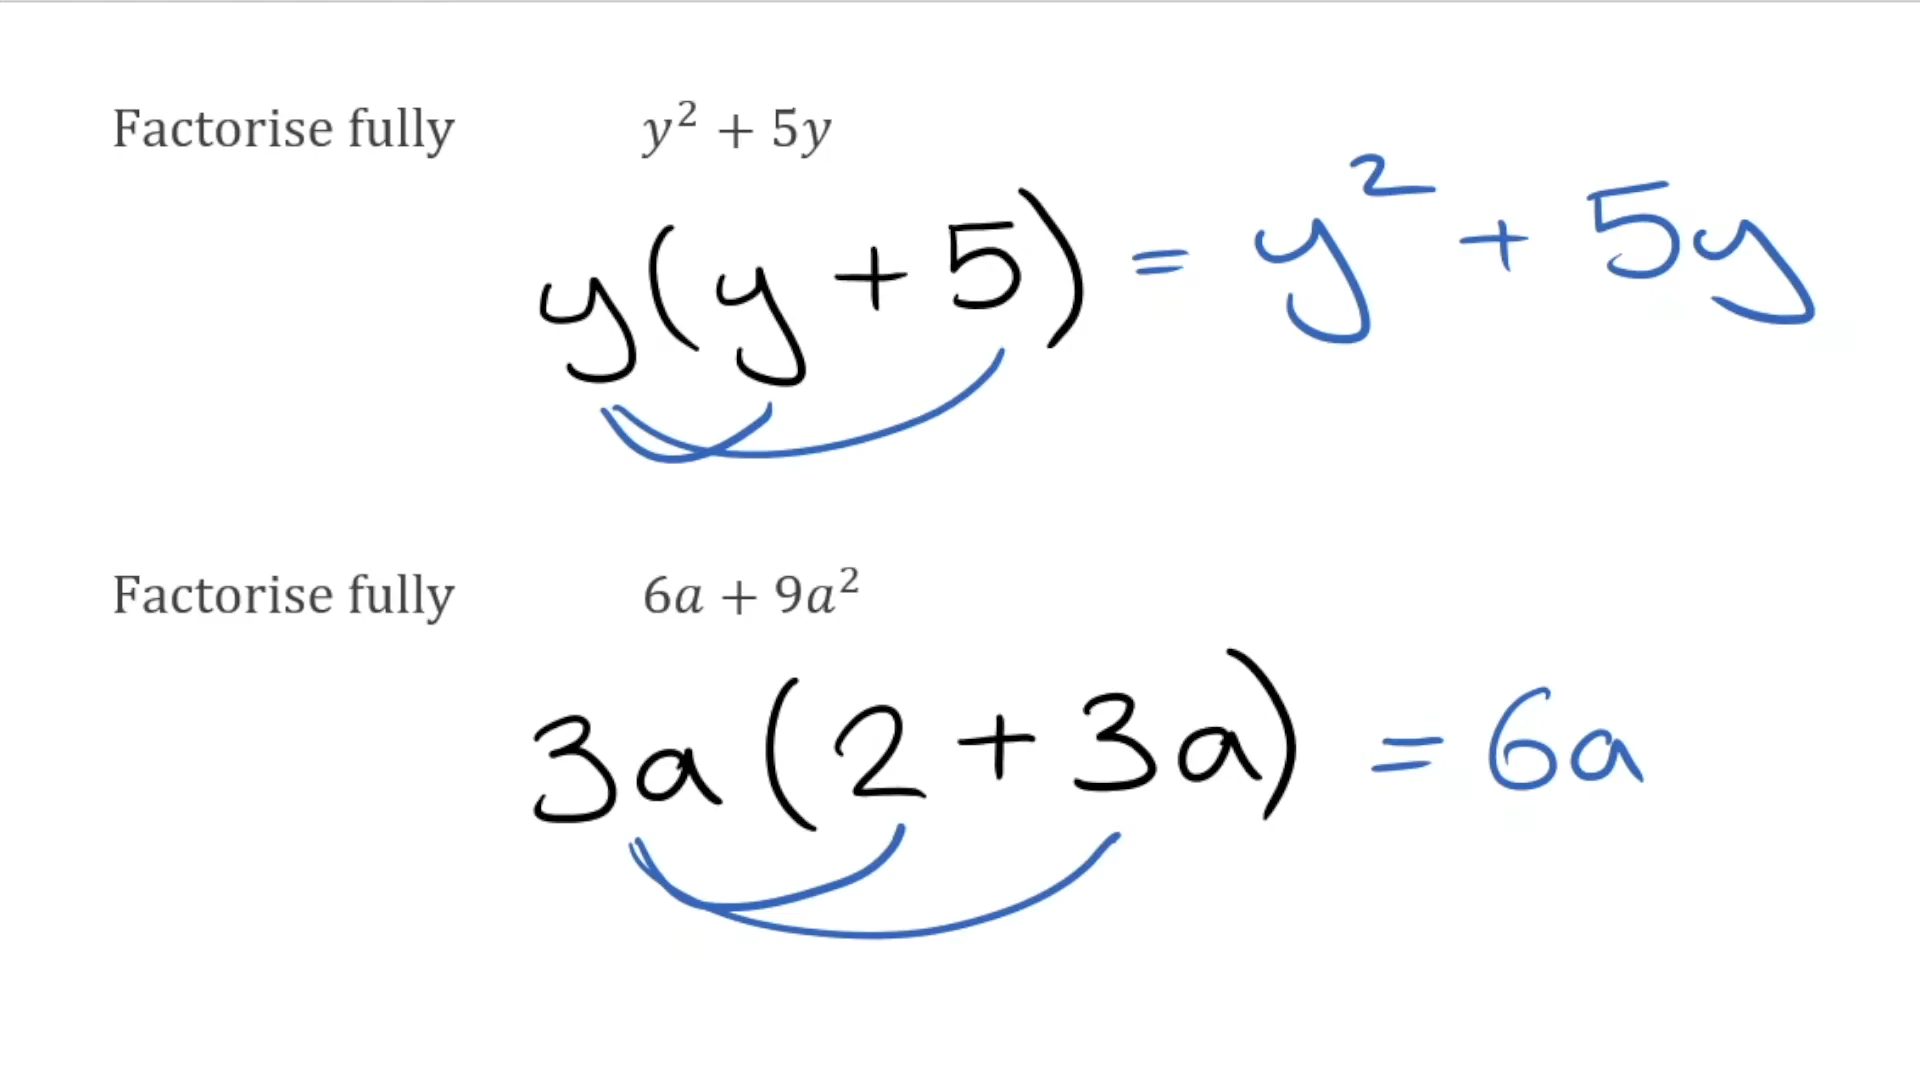 Factorise fully y² + 5y
y(y + 5) = y² + 5y
Factorise fully 6a + 9a²
3a(2 + 3a) = 6a